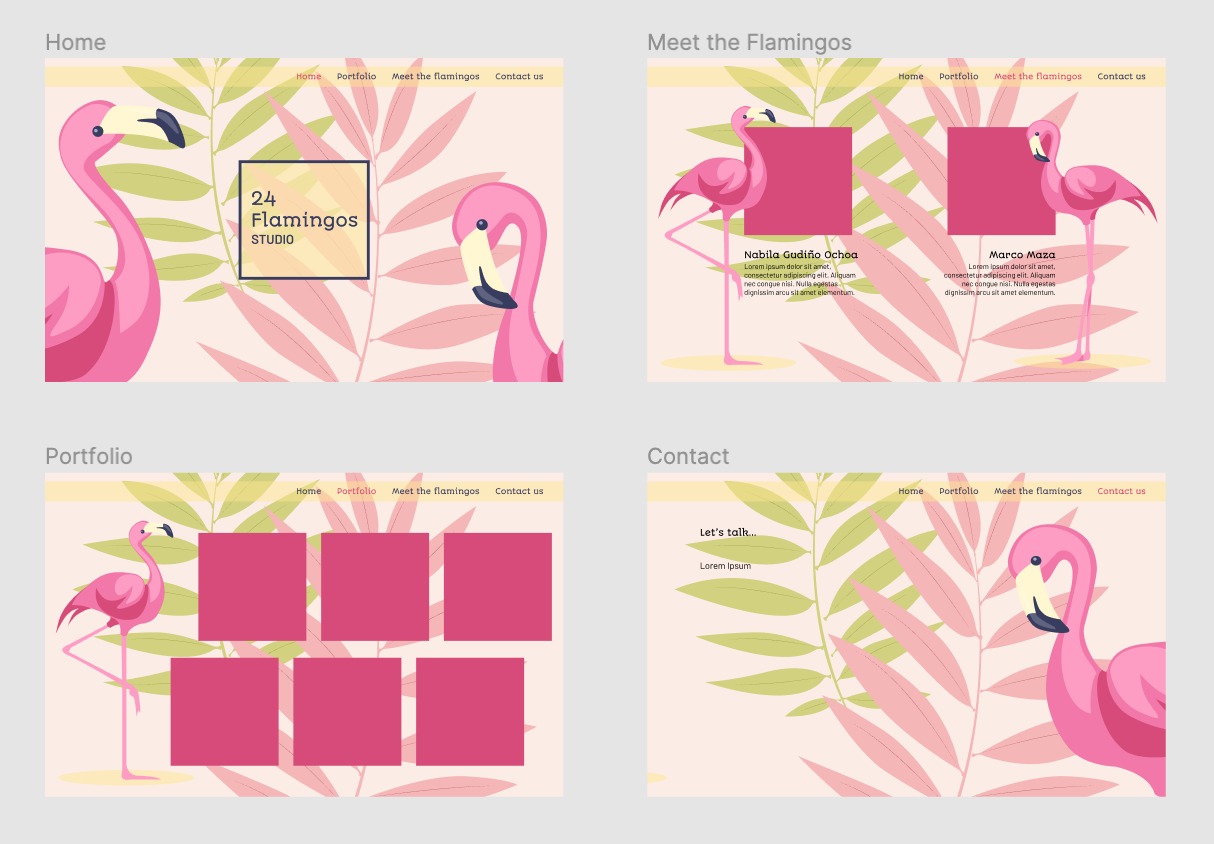 Home
Home Portfolio Meet the flamingos Contact us
24
Flamingos
STUDIO
Meet the Flamingos
Home Portfolio Meet the flamingos Contact us
Nabila Gudiño Ochoa
Lorem ipsum dolor sit amet,
consectetur adipiscing elit. Aliquam
nec congue nisi. Nulla egestas
dignissim arcu sit amet elementum.
Marco Maza
Lorem ipsum dolor sit amet,
consectetur adipiscing elit. Aliquam
nec congue nisi. Nulla egestas
dignissim arcu sit amet elementum.
Portfolio
Home Portfolio Meet the flamingos Contact us
Contact
Home Portfolio Meet the flamingos Contact us
Let's talk...
Lorem Ipsum